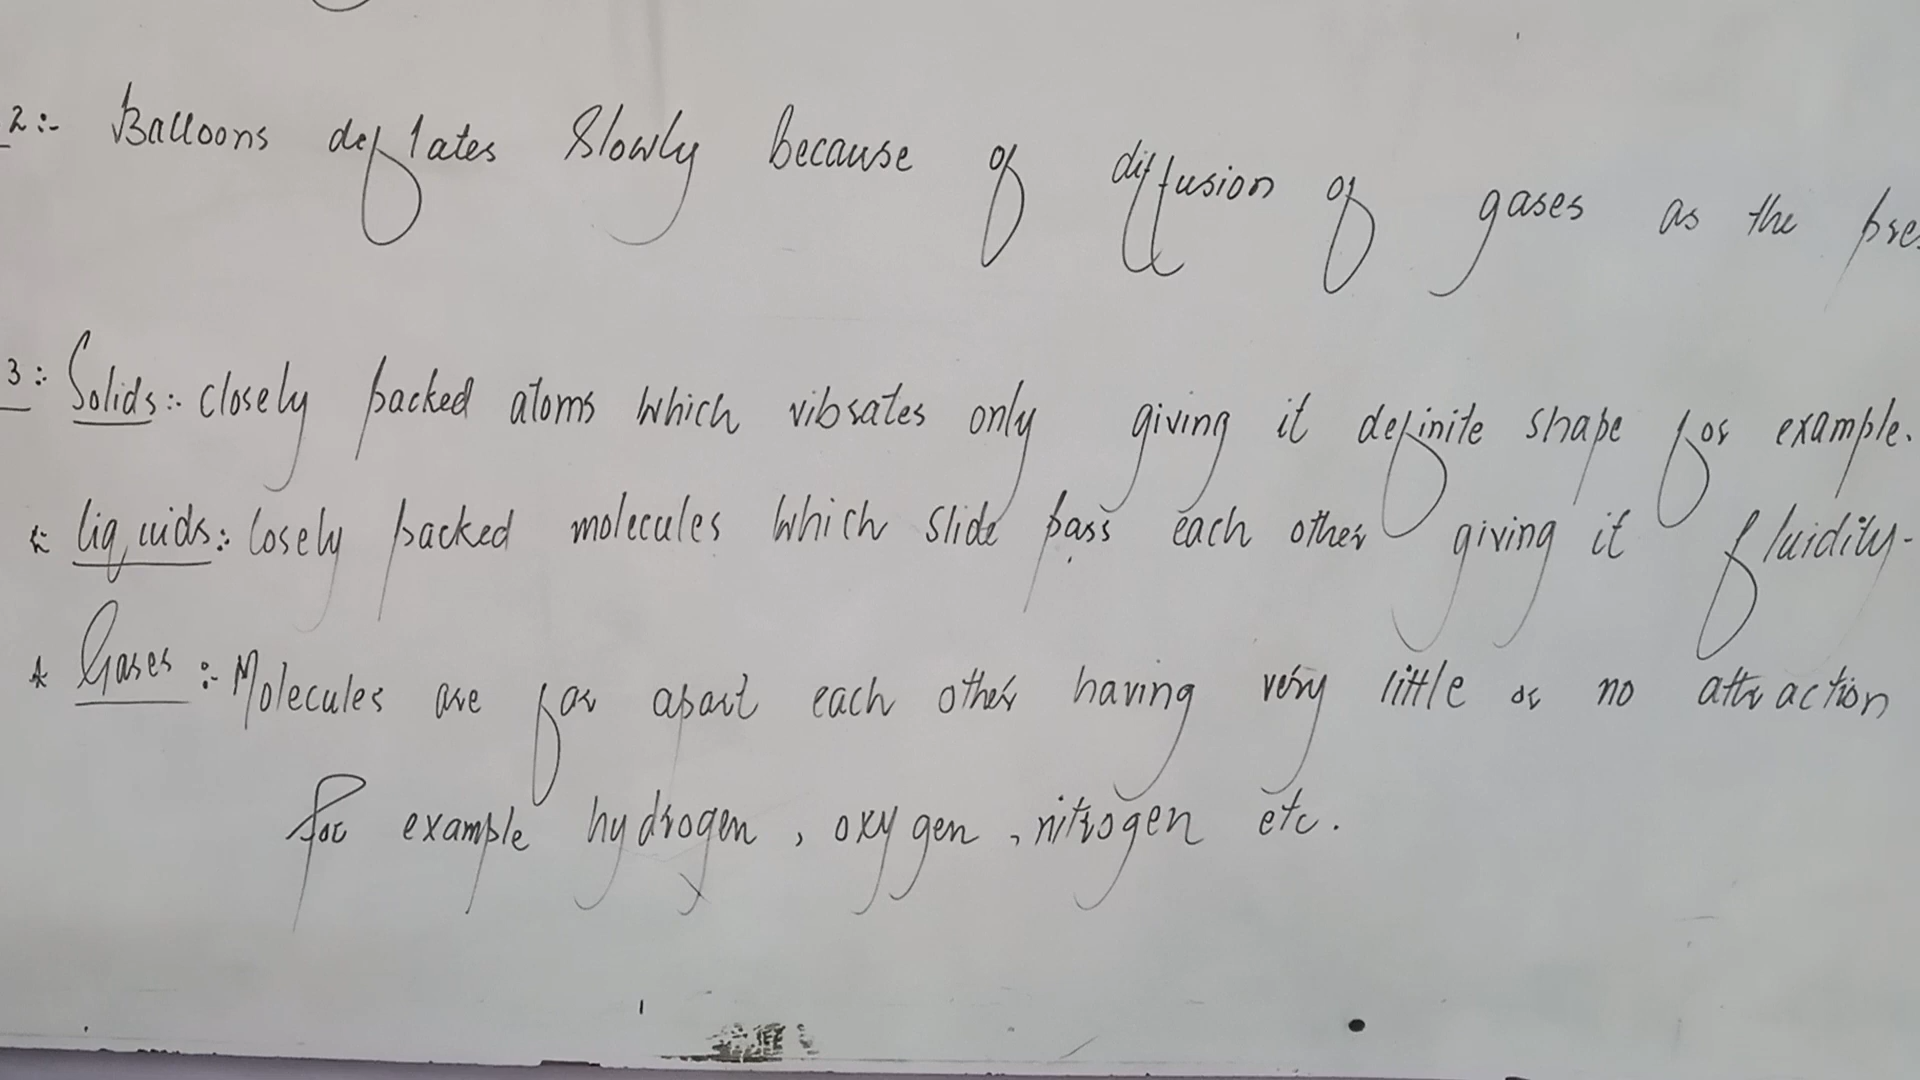 2:- Balloons deflates slowly because of diffusion of gases as the pre
3:- Solids:- closely packed atoms which vibrates only giving it definite shape for example.
* liquids:- losely packed molecules which slide pass each other giving it fluidity-
* Gases:- Molecules are far apart each other having very little or no attraction
for example hydrogen, oxygen, nitrogen etc.